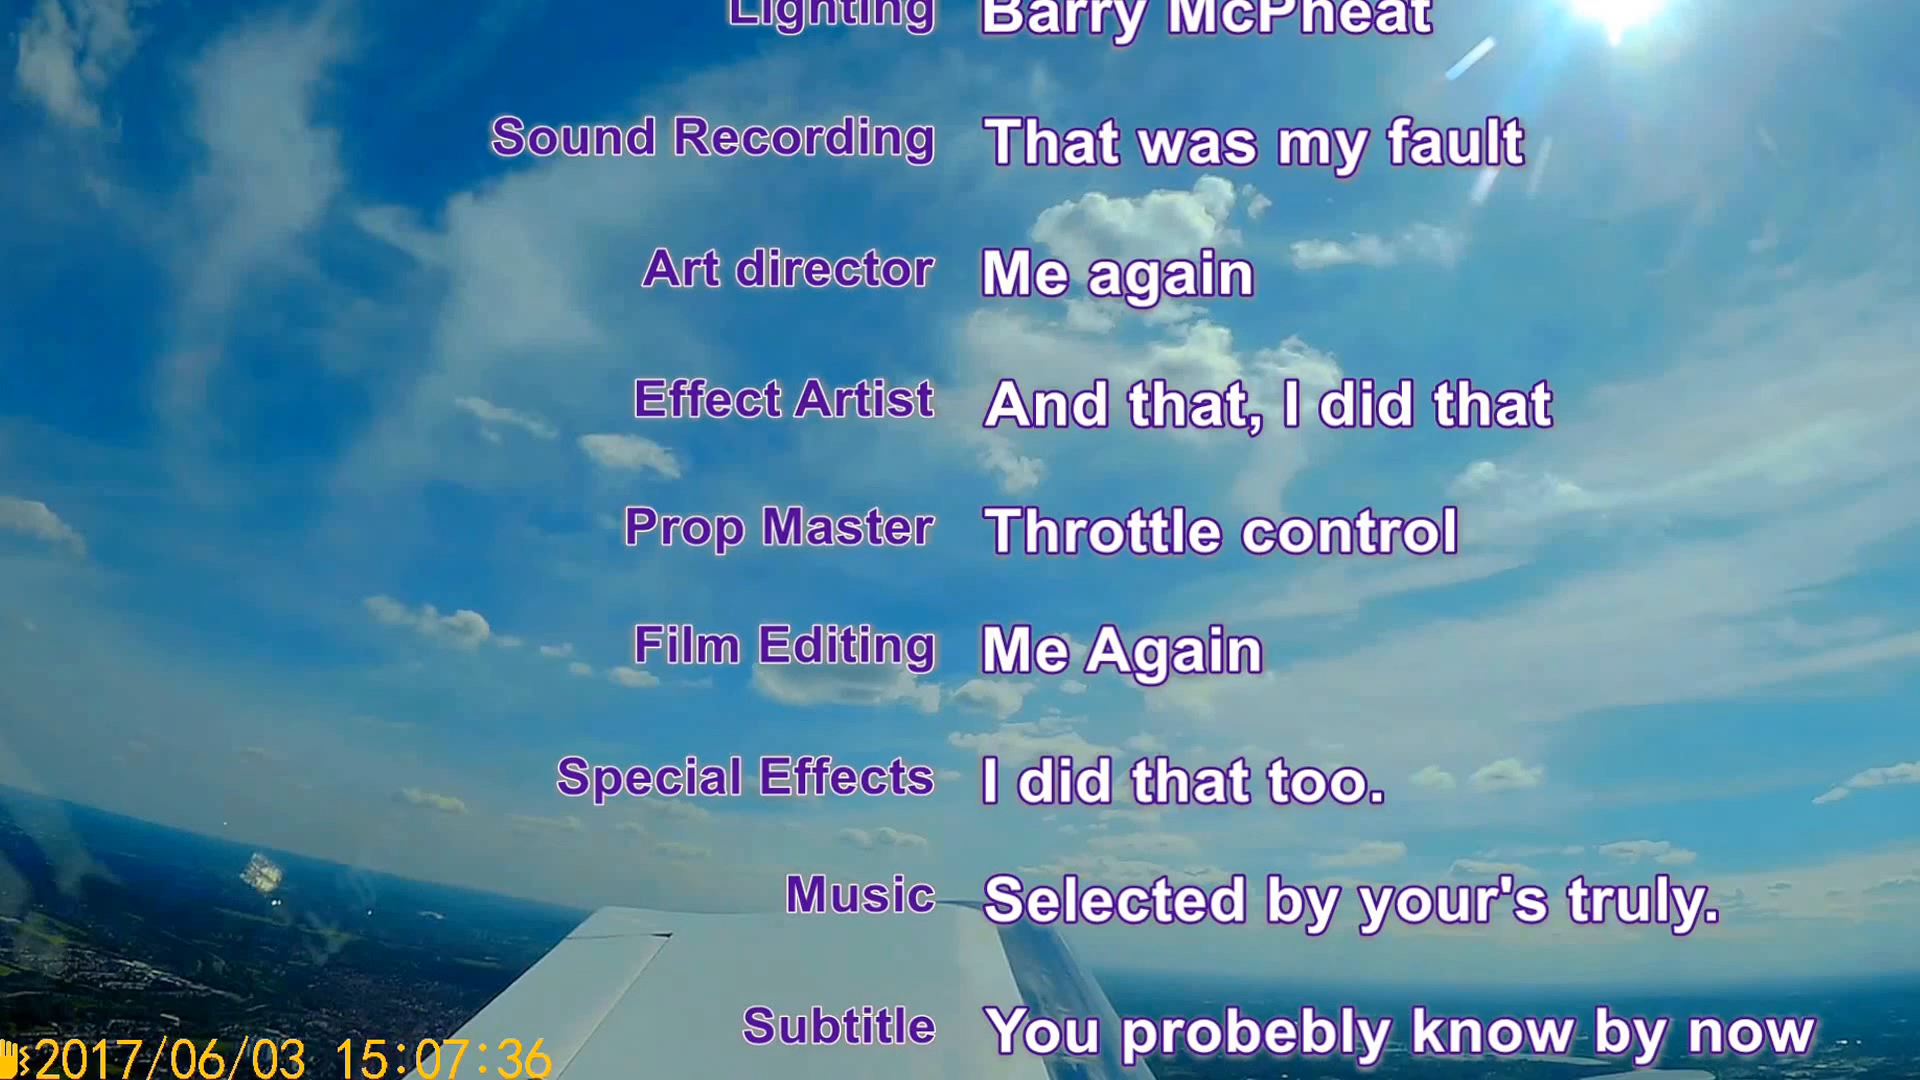 Lighting Barry McPheat
Sound Recording That was my fault
Art director Me again
Effect Artist And that, I did that
Prop Master Throttle control
Film Editing Me Again
Special Effects I did that too.
Music Selected by your's truly.
Subtitle You probebly know by now
2017/06/03 15:07:36